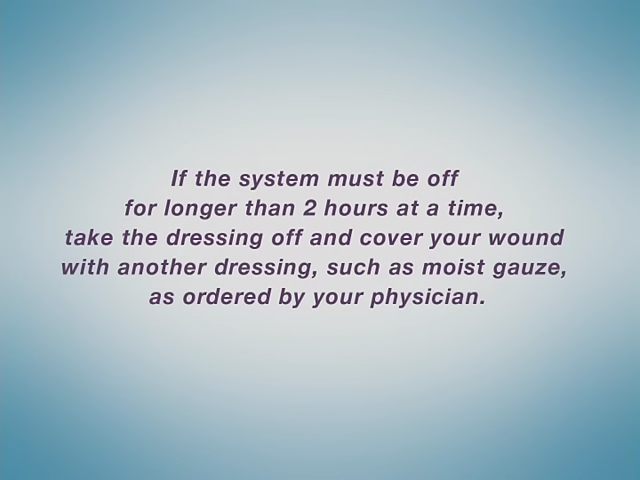 If the system must be off
for longer than 2 hours at a time,
take the dressing off and cover your wound
with another dressing, such as moist gauze,
as ordered by your physician.